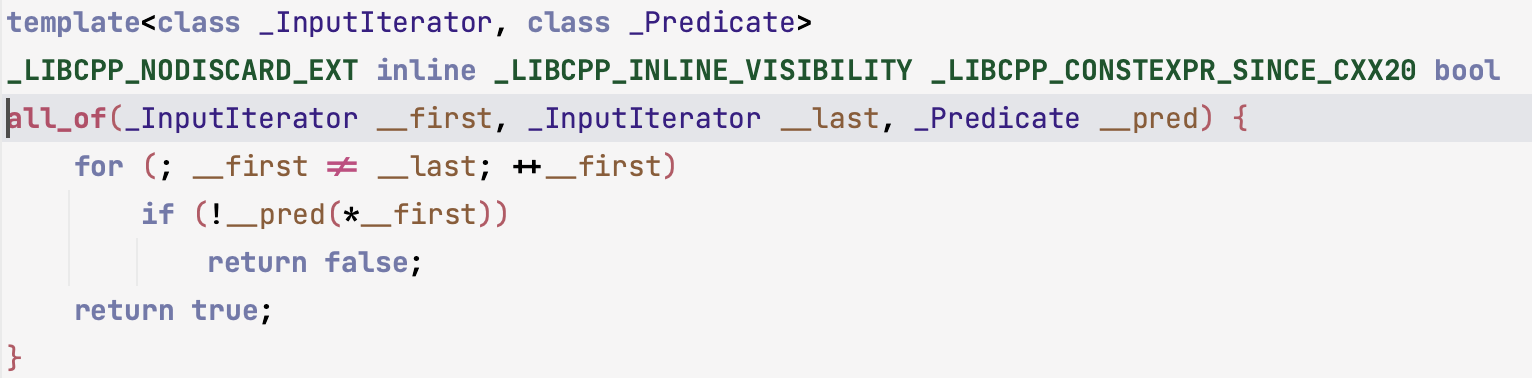 template<class _InputIterator, class _Predicate>
_LIBCPP_NODISCARD_EXT inline _LIBCPP_INLINE_VISIBILITY _LIBCPP_CONSTEXPR_SINCE_CXX20 bool
all_of(_InputIterator __first, _InputIterator __last, _Predicate __pred) {
    for (; __first != __last; ++__first)
        if (!__pred(*__first))
            return false;
    return true;
}